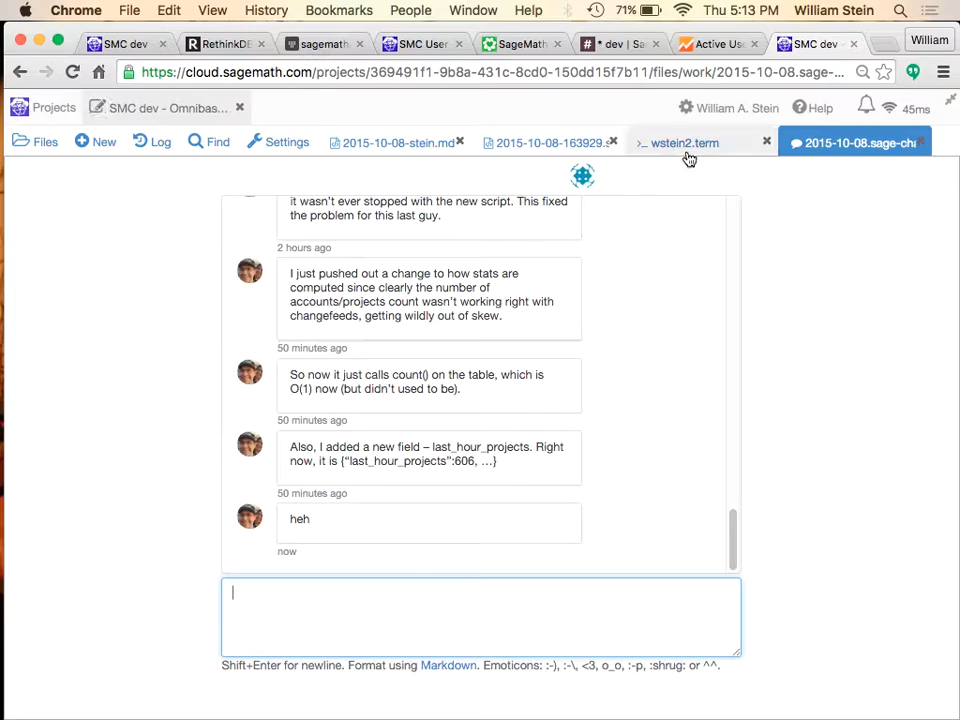 Chrome File Edit View History Bookmarks People Window Help 71% Thu 5:13 PM William Stein
SMC dev RethinkDB sagemath SMC User SageMath * dev | Sa Active Us SMC dev William
https://cloud.sagemath.com/projects/369491f1-9b8a-431c-8cd0-150dd15f7b11/files/work/2015-10-08.sage-...
Projects SMC dev - Omnibas... William A. Stein Help 45ms
Files New Log Find Settings 2015-10-08-stein.md 2015-10-08-163929.s >_ wstein2.term 2015-10-08.sage-cha
it wasn't ever stopped with the new script. This fixed
the problem for this last guy.
2 hours ago
I just pushed out a change to how stats are
computed since clearly the number of
accounts/projects count wasn't working right with
changefeeds, getting wildly out of skew.
50 minutes ago
So now it just calls count() on the table, which is
O(1) now (but didn't used to be).
50 minutes ago
Also, I added a new field – last_hour_projects. Right
now, it is {“last_hour_projects”:606, …}
50 minutes ago
heh
now
Shift+Enter for newline. Format using Markdown. Emoticons: :-), :-\, <3, o_o, :-p, :shrug: or ^^.